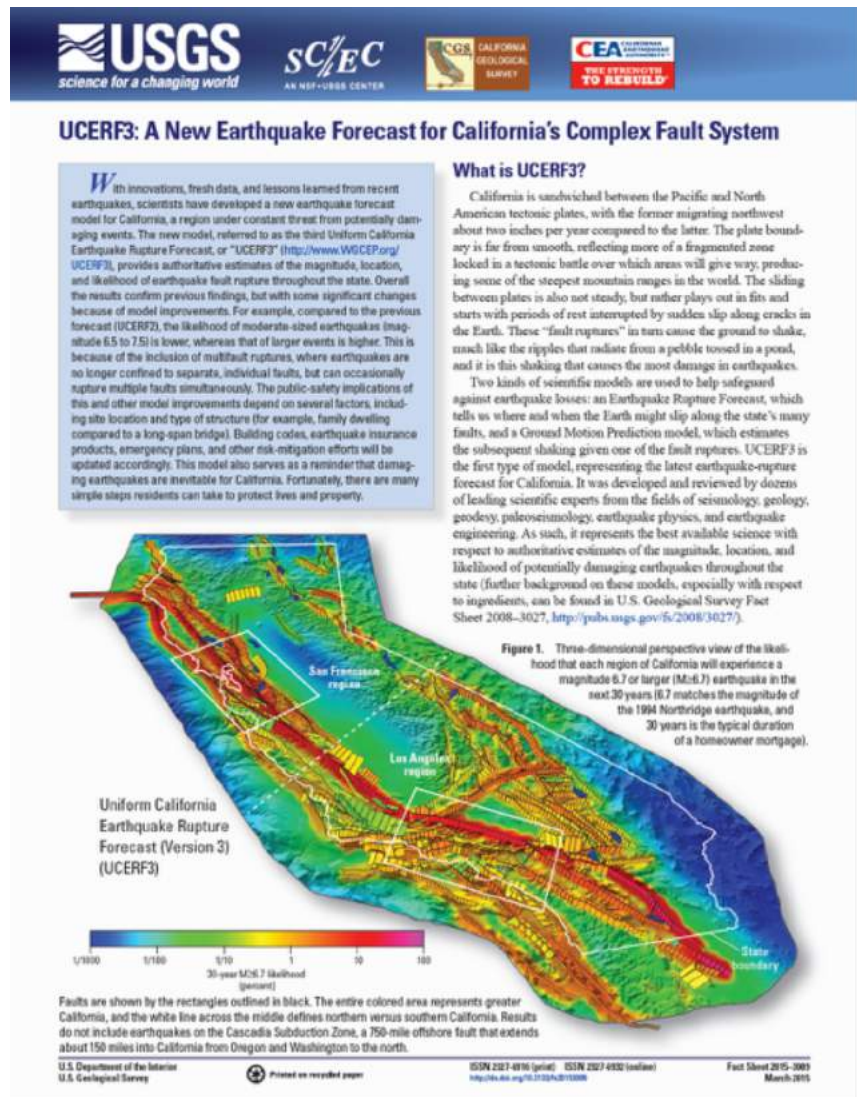 USGS
science for a changing world
SC/EC
AN NSF+USGS CENTER
CGS
CALIFORNIA
GEOLOGICAL
SURVEY
CEA
CALIFORNIA
EARTHQUAKE
AUTHORITY
THE STRENGTH
TO REBUILD
UCERF3: A New Earthquake Forecast for California's Complex Fault System
With innovations, fresh data, and lessons learned from recent
earthquakes, scientists have developed a new earthquake forecast
model for California, a region under constant threat from potentially dam-
aging events. The new model, referred to as the third Uniform California
Earthquake Rupture Forecast, or "UCERF3" (http://www.WGCEP.org/
UCERF3), provides authoritative estimates of the magnitude, location,
and likelihood of earthquake fault rupture throughout the state. Overall
the results confirm previous findings, but with some significant changes
because of model improvements. For example, compared to the previous
forecast (UCERF2), the likelihood of moderate-sized earthquakes (mag-
nitude 6.5 to 7.5) is lower, whereas that of larger events is higher. This is
because of the inclusion of multifault ruptures, where earthquakes are
no longer confined to separate, individual faults, but can occasionally
rupture multiple faults simultaneously. The public-safety implications of
this and other model improvements depend on several factors, includ-
ing site location and type of structure (for example, family dwelling
compared to a long-span bridge). Building codes, earthquake insurance
products, emergency plans, and other risk-mitigation efforts will be
updated accordingly. This model also serves as a reminder that damag-
ing earthquakes are inevitable for California. Fortunately, there are many
simple steps residents can take to protect lives and property.
What is UCERF3?
California is sandwiched between the Pacific and North
American tectonic plates, with the former migrating northwest
about two inches per year compared to the latter. The plate bound-
ary is far from smooth, reflecting more of a fragmented zone
locked in a tectonic battle over which areas will give way, produc-
ing some of the steepest mountain ranges in the world. The sliding
between plates is also not steady, but rather plays out in fits and
starts with periods of rest interrupted by sudden slip along cracks in
the Earth. These "fault ruptures" in turn cause the ground to shake,
much like the ripples that radiate from a pebble tossed in a pond,
and it is this shaking that causes the most damage in earthquakes.
Two kinds of scientific models are used to help safeguard
against earthquake losses: an Earthquake Rupture Forecast, which
tells us where and when the Earth might slip along the state's many
faults, and a Ground Motion Prediction model, which estimates
the subsequent shaking given one of the fault ruptures. UCERF3 is
the first type of model, representing the latest earthquake-rupture
forecast for California. It was developed and reviewed by dozens
of leading scientific experts from the fields of seismology, geology,
geodesy, paleoseismology, earthquake physics, and earthquake
engineering. As such, it represents the best available science with
respect to authoritative estimates of the magnitude, location, and
likelihood of potentially damaging earthquakes throughout the
state (further background on these models, especially with respect
to ingredients, can be found in U.S. Geological Survey Fact
Sheet 2008–3027, http://pubs.usgs.gov/fs/2008/3027/).
Figure 1. Three-dimensional perspective view of the likeli-
hood that each region of California will experience a
magnitude 6.7 or larger (M≥6.7) earthquake in the
next 30 years (6.7 matches the magnitude of
the 1994 Northridge earthquake, and
30 years is the typical duration
of a homeowner mortgage).
San Francisco
region
Los Angeles
region
Uniform California
Earthquake Rupture
Forecast (Version 3)
(UCERF3)
State
boundary
1/1000 1/100 1/10 1 10 100
30-year M≥6.7 likelihood
(percent)
Faults are shown by the rectangles outlined in black. The entire colored area represents greater
California, and the white line across the middle defines northern versus southern California. Results
do not include earthquakes on the Cascadia Subduction Zone, a 750-mile offshore fault that extends
about 150 miles into California from Oregon and Washington to the north.
U.S. Department of the Interior
U.S. Geological Survey
Printed on recycled paper
ISSN 2327-6916 (print) ISSN 2327-6932 (online)
Fact Sheet 2015–3009
March 2015